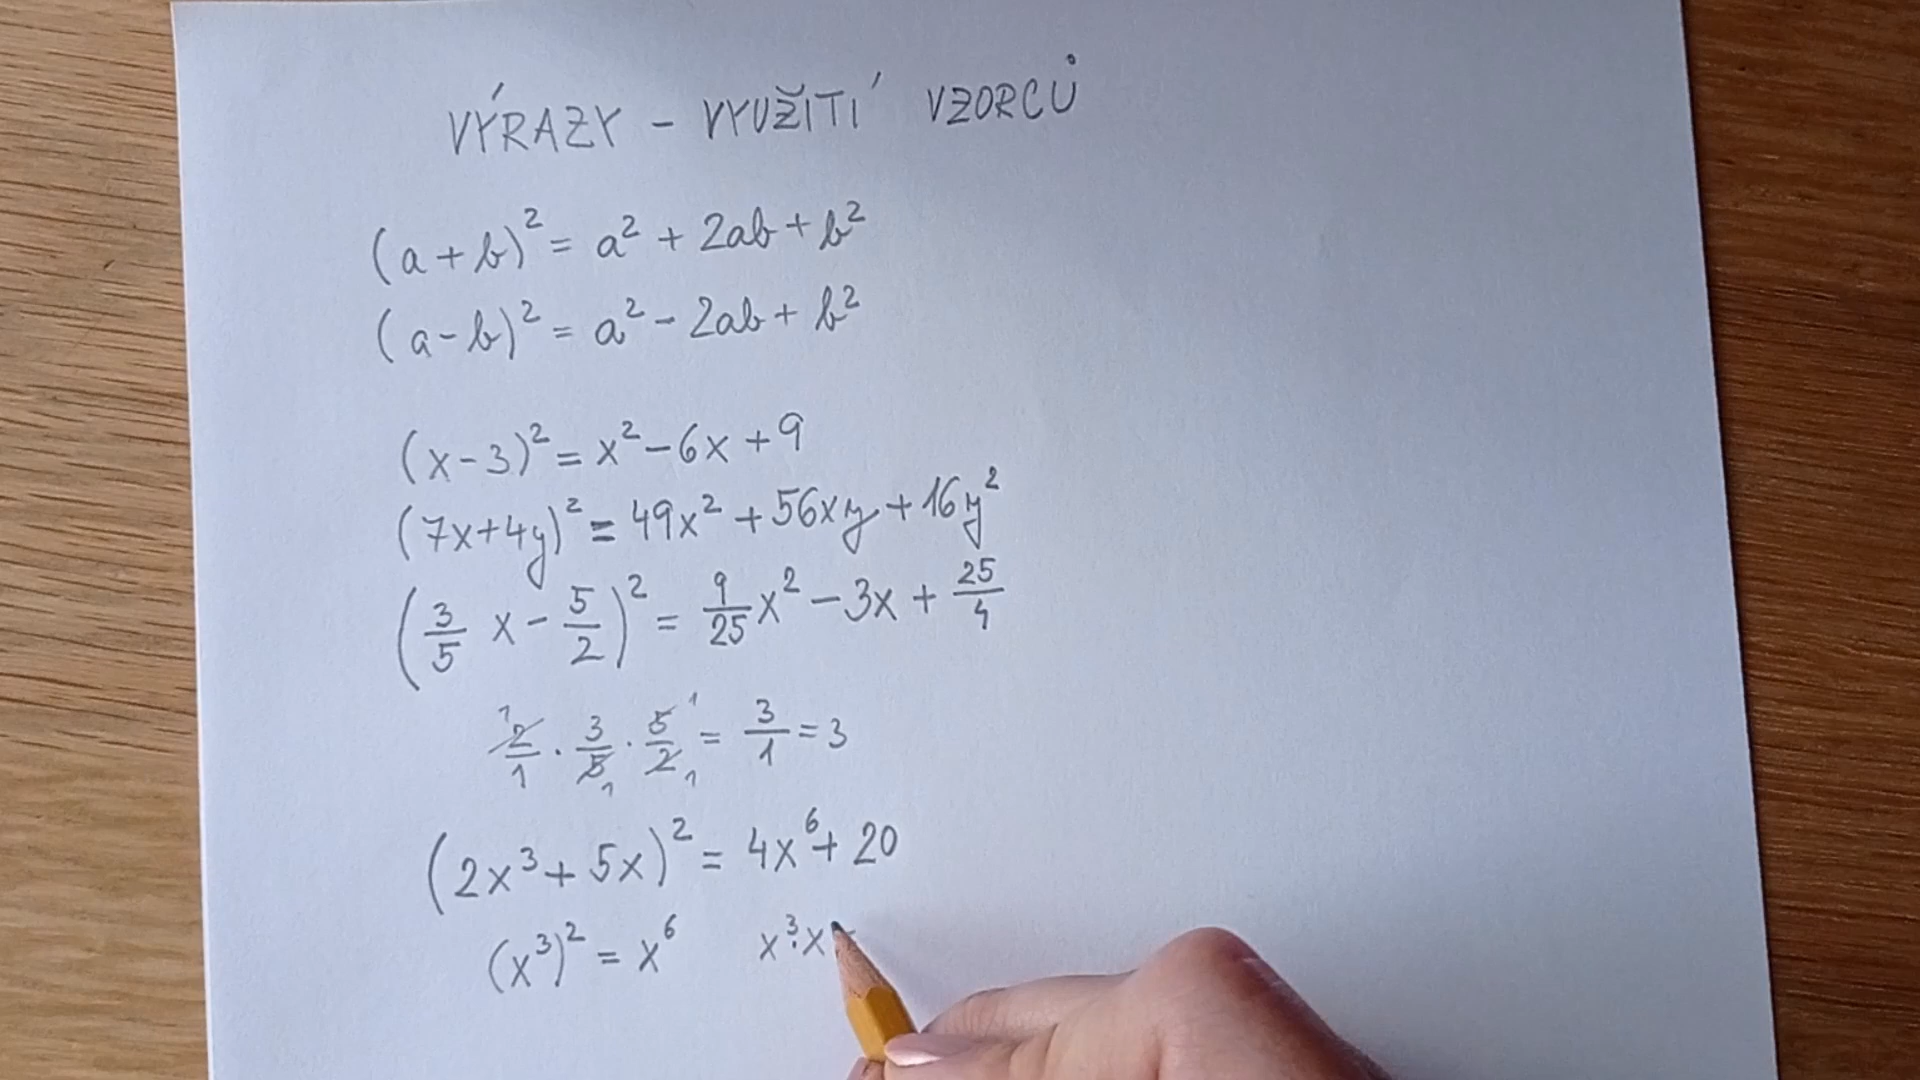 VÝRAZY - VYUŽITÍ VZORCŮ
(a+b)² = a² + 2ab + b²
(a-b)² = a² - 2ab + b²
(x-3)² = x² - 6x + 9
(7x+4y)² = 49x² + 56xy + 16y²
(3/5 x - 5/2)² = 9/25 x² - 3x + 25/4
2/1 · 3/5 · 5/2 = 3/1 = 3
(2x³ + 5x)² = 4x⁶ + 20
(x³)² = x⁶ x³·x